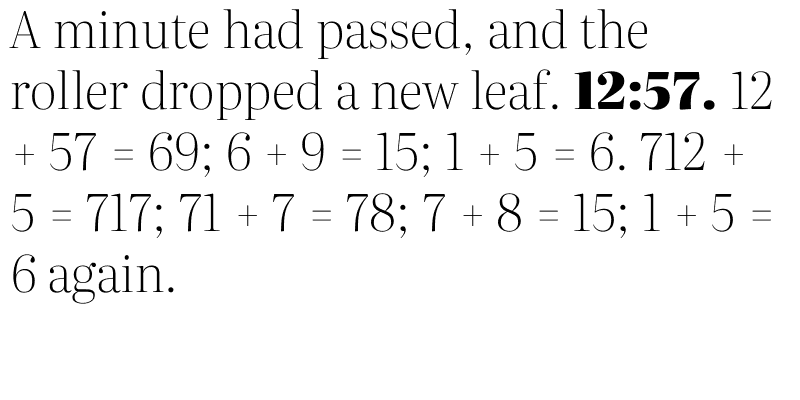 A minute had passed, and the
roller dropped a new leaf. 12:57. 12
+ 57 = 69; 6 + 9 = 15; 1 + 5 = 6. 712 +
5 = 717; 71 + 7 = 78; 7 + 8 = 15; 1 + 5 =
6 again.